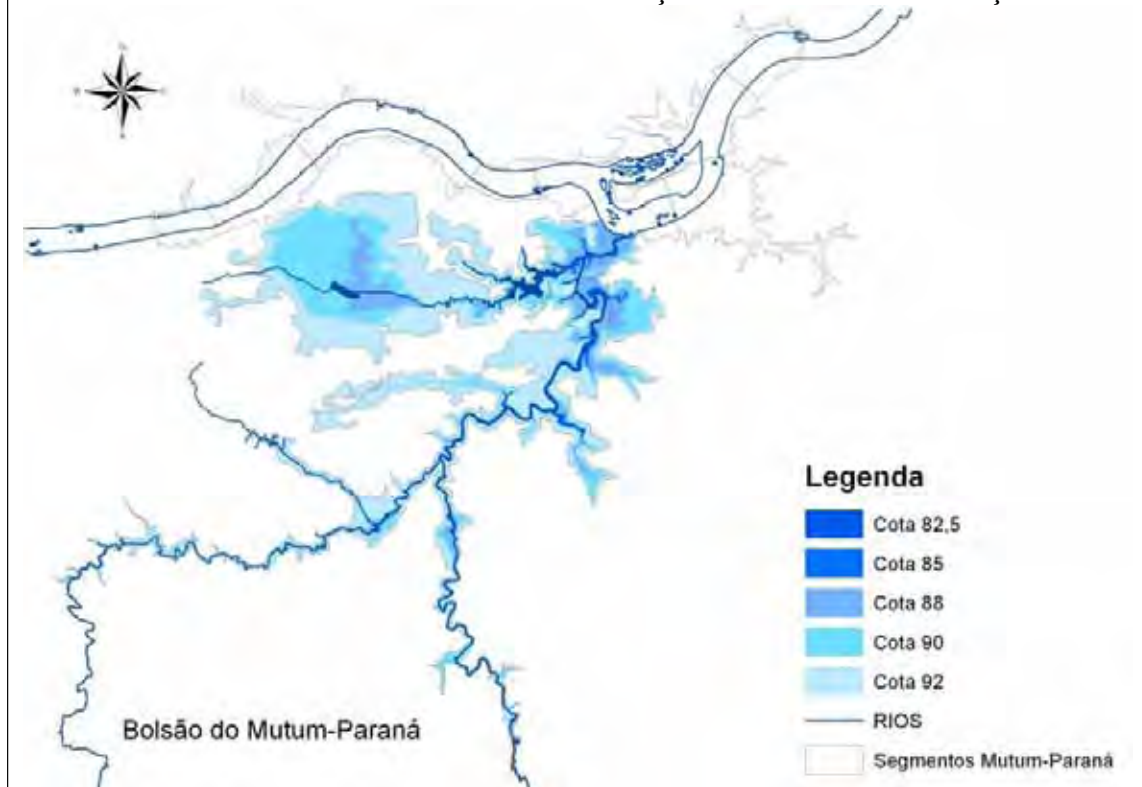 Legenda
Cota 82,5
Cota 85
Cota 88
Cota 90
Cota 92
RIOS
Segmentos Mutum-Paraná
Bolsão do Mutum-Paraná